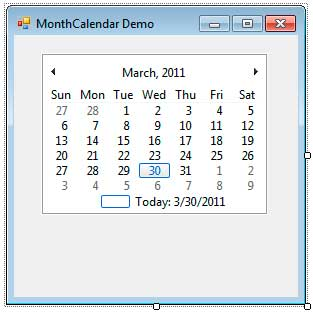 MonthCalendar Demo
March, 2011
Sun Mon Tue Wed Thu Fri Sat
27 28 1 2 3 4 5
6 7 8 9 10 11 12
13 14 15 16 17 18 19
20 21 22 23 24 25 26
27 28 29 30 31 1 2
3 4 5 6 7 8 9
Today: 3/30/2011